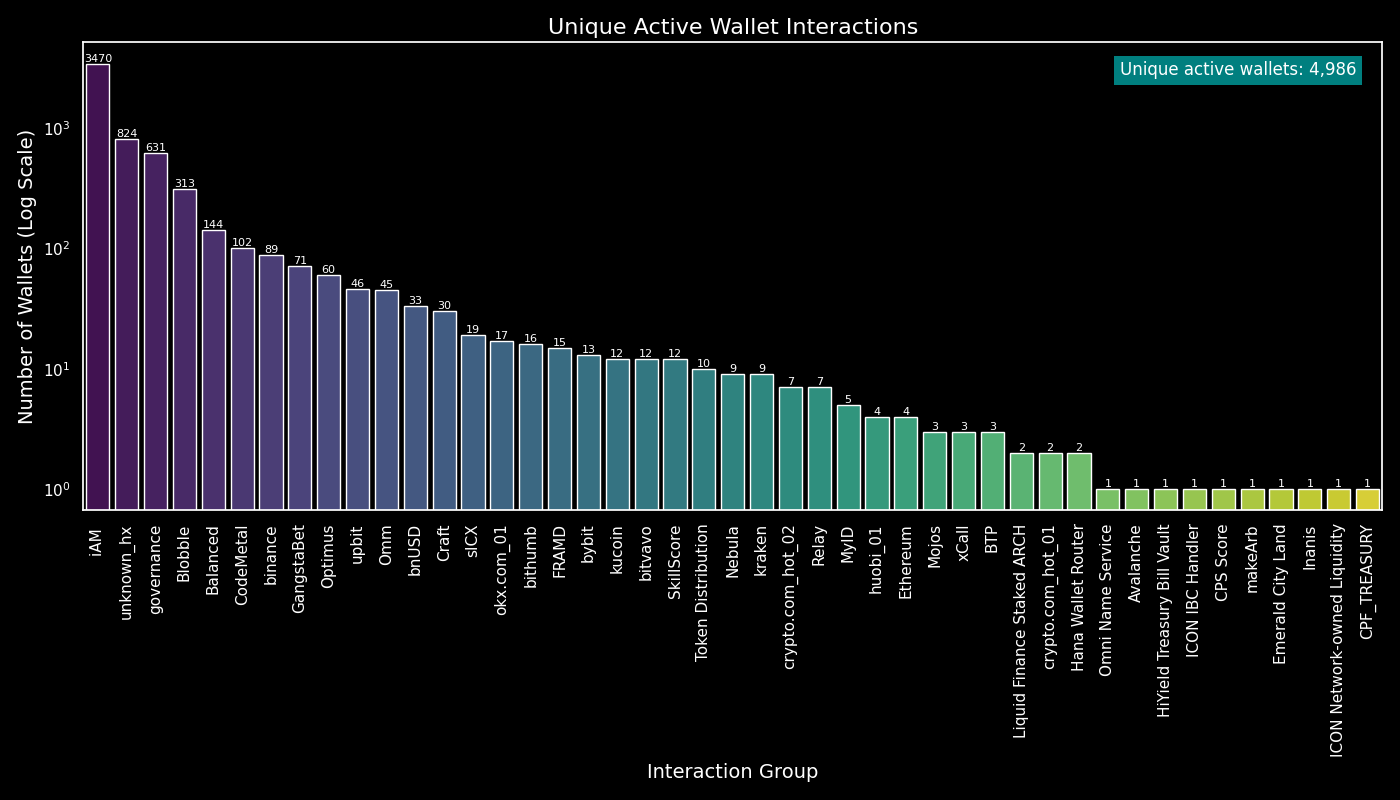 Unique Active Wallet Interactions
Unique active wallets: 4,986
Number of Wallets (Log Scale)
10³
10²
10¹
10⁰
3470
824
631
313
144
102
89
71
60
46
45
33
30
19
17
16
15
13
12
12
12
10
9
9
7
7
5
4
4
3
3
3
2
2
2
1
1
1
1
1
1
1
1
1
1
iAM
unknown_hx
governance
Blobble
Balanced
CodeMetal
binance
GangstaBet
Optimus
upbit
Omm
bnUSD
Craft
sICX
okx.com_01
bithumb
FRAMD
bybit
kucoin
bitvavo
SkillScore
Token Distribution
Nebula
kraken
crypto.com_hot_02
Relay
MyID
huobi_01
Ethereum
Mojos
xCall
BTP
Liquid Finance Staked ARCH
crypto.com_hot_01
Hana Wallet Router
Omni Name Service
Avalanche
HiYield Treasury Bill Vault
ICON IBC Handler
CPS Score
makeArb
Emerald City Land
Inanis
ICON Network-owned Liquidity
CPF_TREASURY
Interaction Group